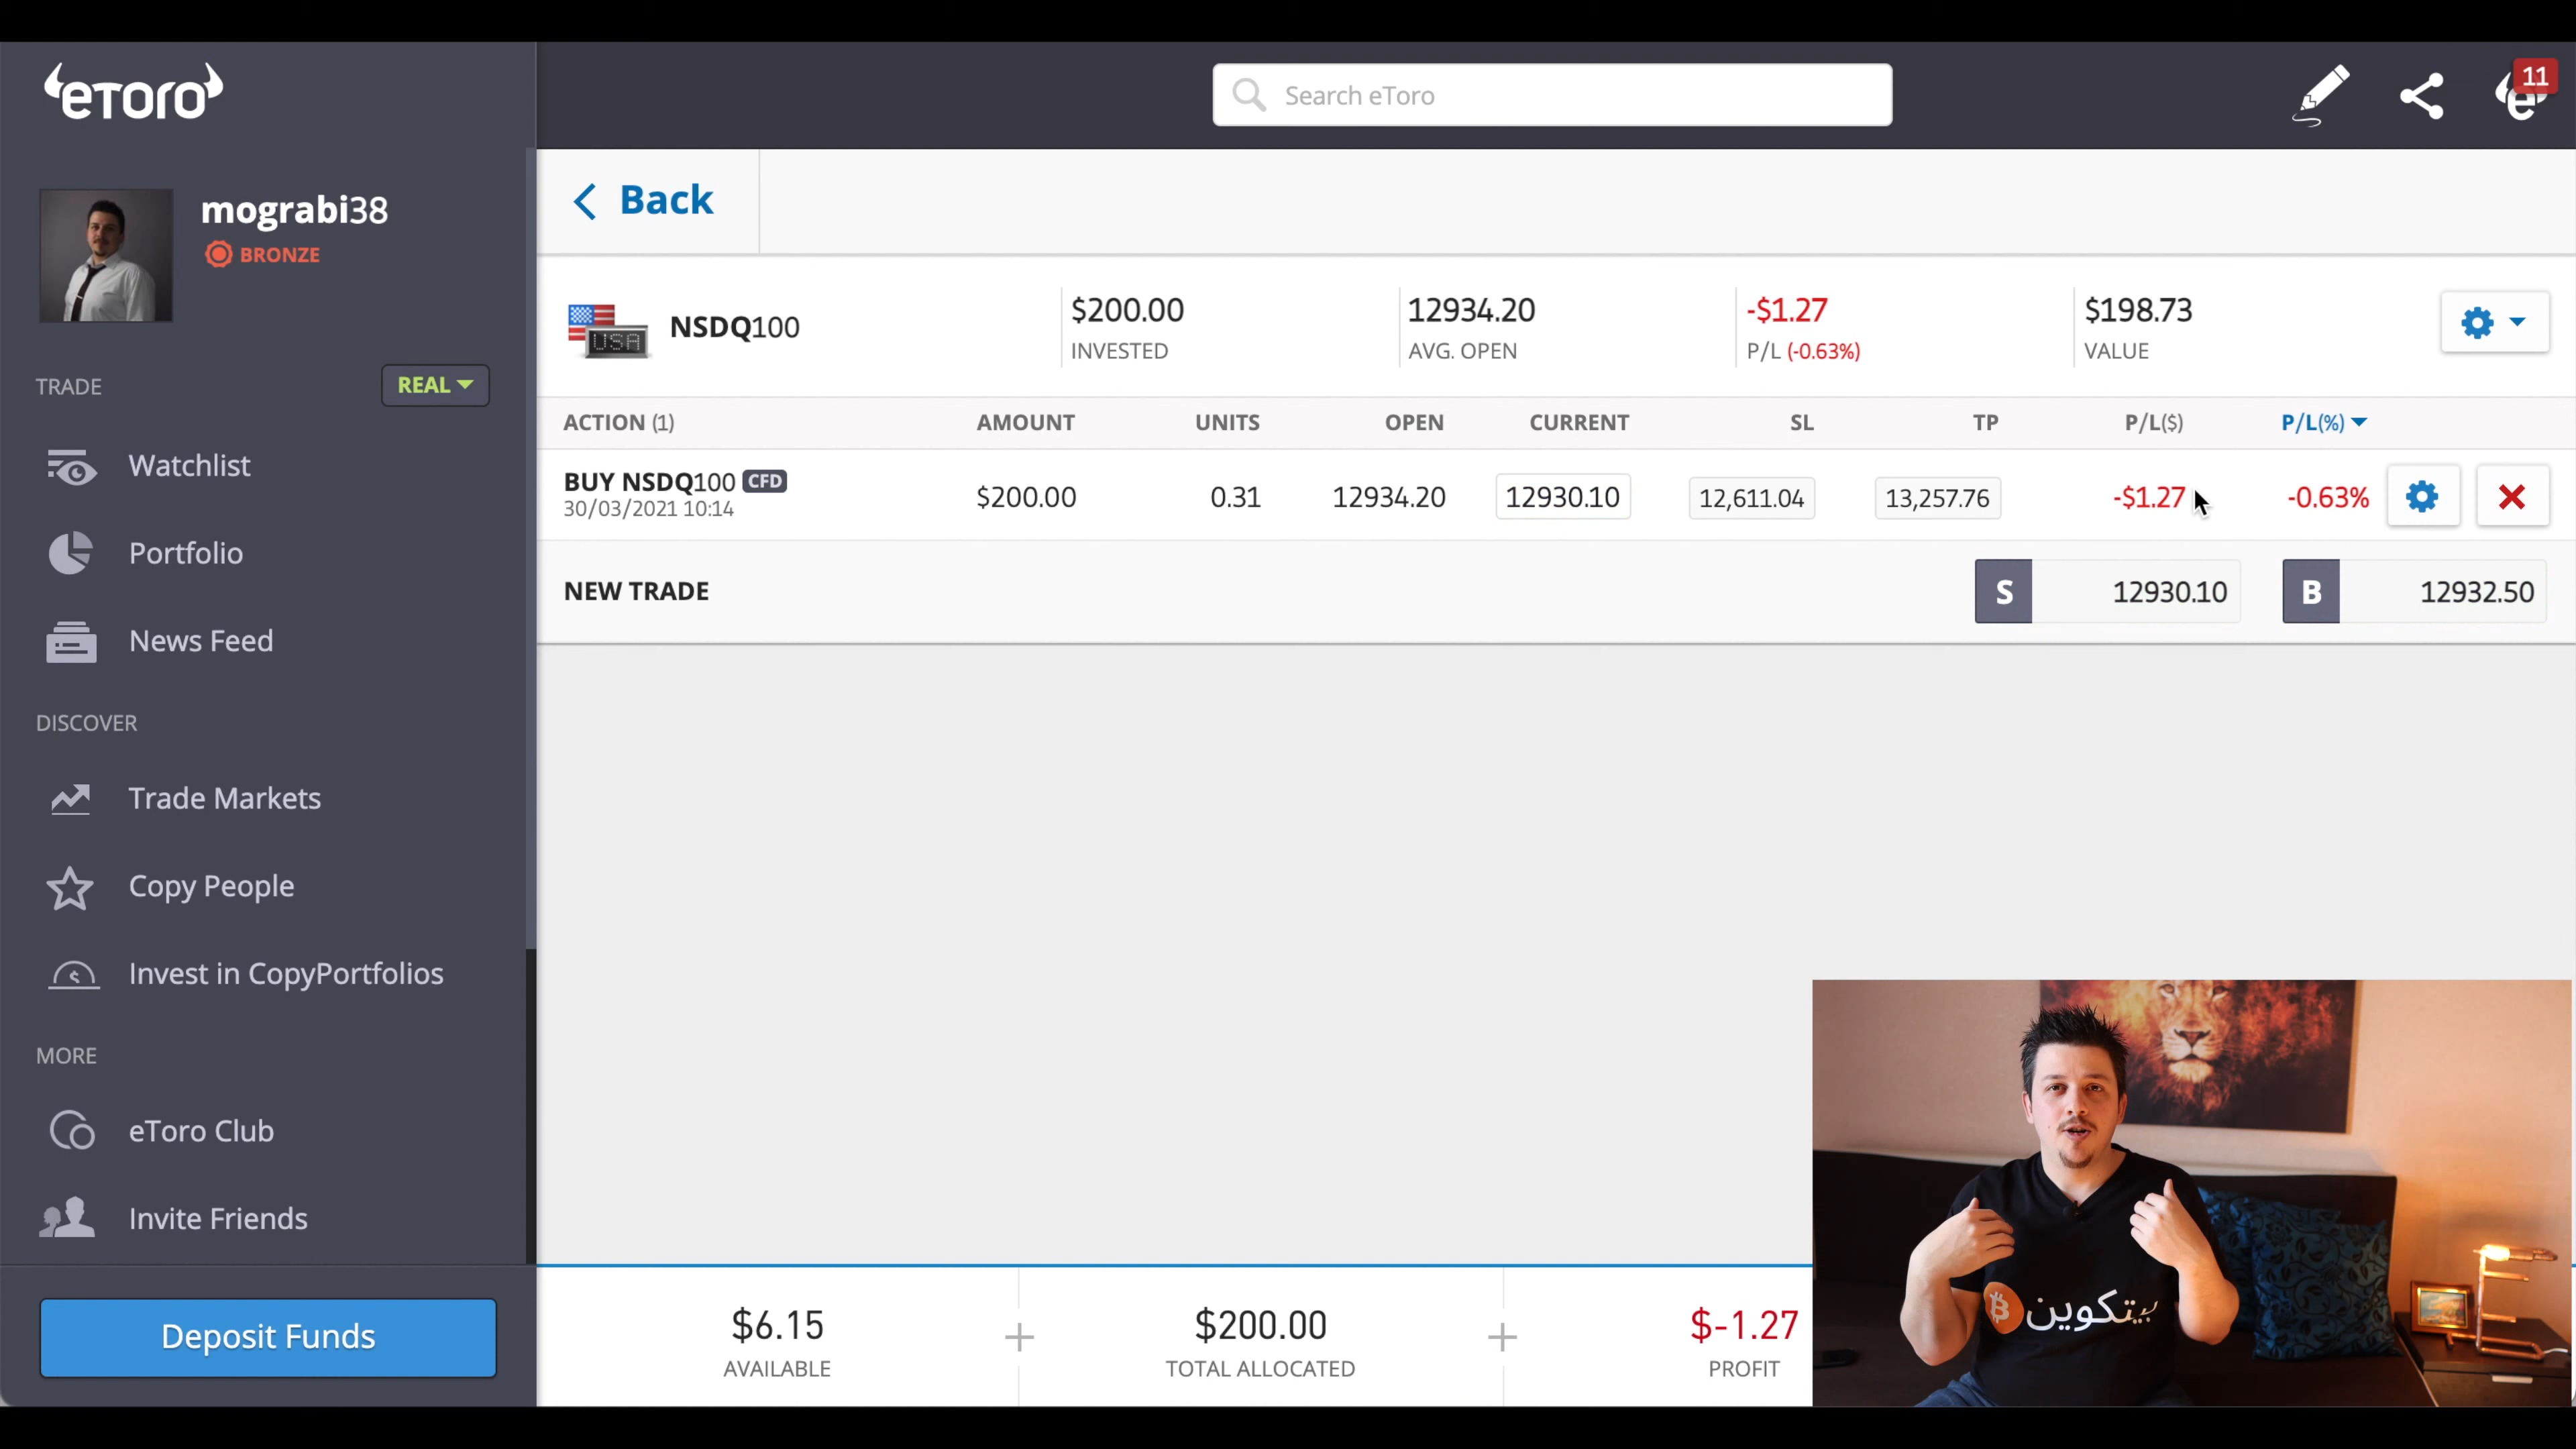 eToro
Search eToro
11
mograbi38
BRONZE
TRADE
REAL
Watchlist
Portfolio
News Feed
DISCOVER
Trade Markets
Copy People
Invest in CopyPortfolios
MORE
eToro Club
Invite Friends
Deposit Funds
Back
USA
NSDQ100
$200.00
INVESTED
12934.20
AVG. OPEN
-$1.27
P/L (-0.63%)
$198.73
VALUE
ACTION (1) AMOUNT UNITS OPEN CURRENT SL TP P/L($) P/L(%)
BUY NSDQ100 CFD $200.00 0.31 12934.20 12930.10 12,611.04 13,257.76 -$1.27 -0.63%
30/03/2021 10:14
NEW TRADE S 12930.10 B 12932.50
$6.15 + $200.00 + $-1.27
AVAILABLE TOTAL ALLOCATED PROFIT
بيتكوين